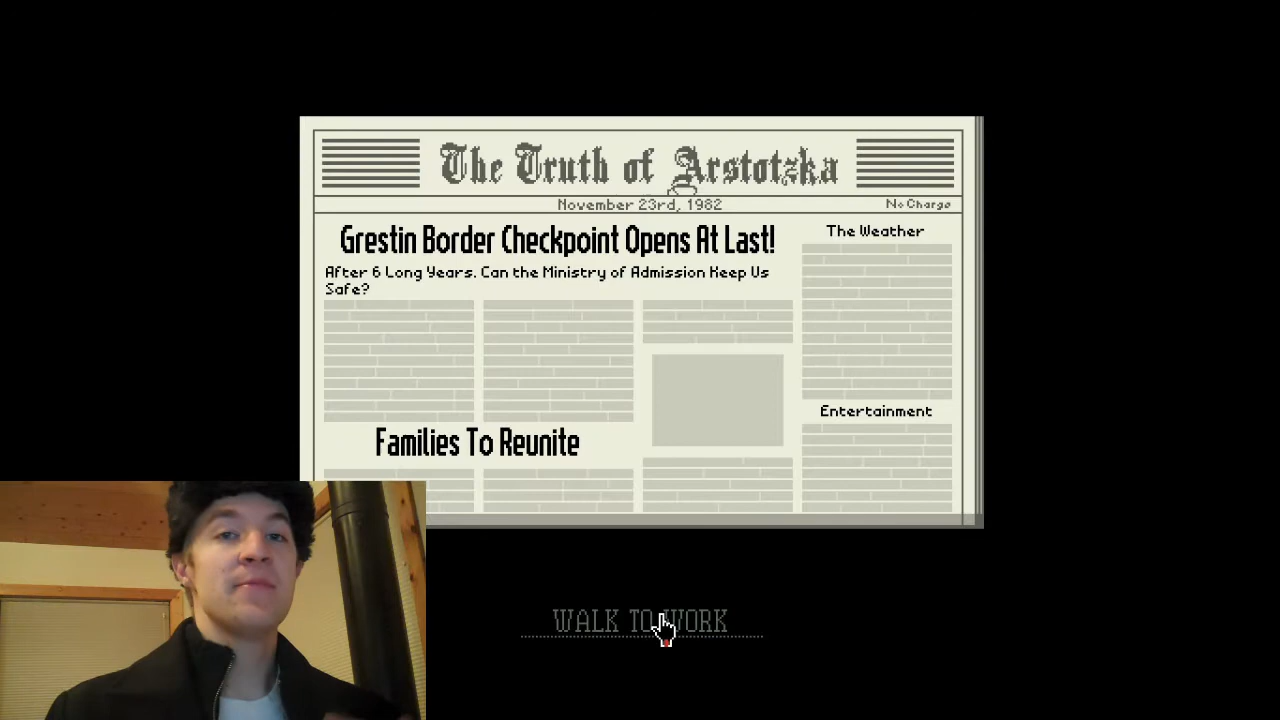 The Truth of Arstotzka
November 23rd, 1982
No Charge
Grestin Border Checkpoint Opens At Last!
After 6 Long Years. Can the Ministry of Admission Keep Us
Safe?
The Weather
Entertainment
Families To Reunite
WALK TO WORK